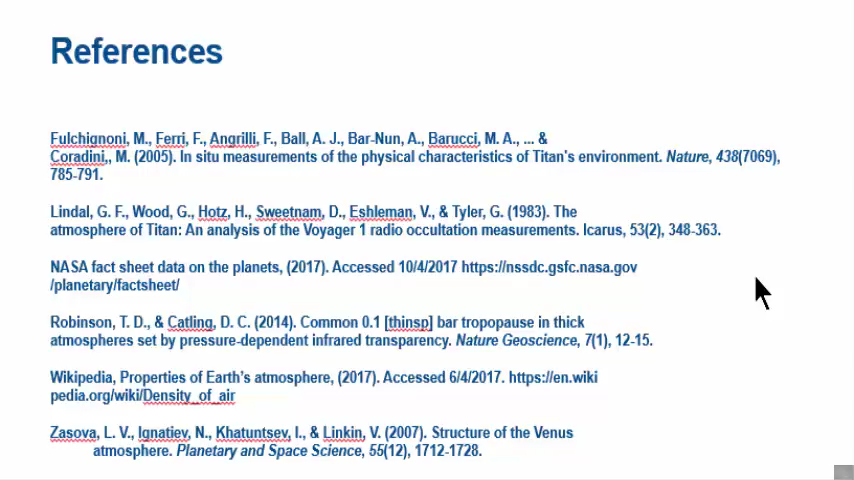 References
Fulchignoni, M., Ferri, F., Angrilli, F., Ball, A. J., Bar-Nun, A., Barucci, M. A., ... &
Coradini,, M. (2005). In situ measurements of the physical characteristics of Titan's environment. Nature, 438(7069),
785-791.
Lindal, G. F., Wood, G., Hotz, H., Sweetnam, D., Eshleman, V., & Tyler, G. (1983). The
atmosphere of Titan: An analysis of the Voyager 1 radio occultation measurements. Icarus, 53(2), 348-363.
NASA fact sheet data on the planets, (2017). Accessed 10/4/2017 https://nssdc.gsfc.nasa.gov
/planetary/factsheet/
Robinson, T. D., & Catling, D. C. (2014). Common 0.1 [thinsp] bar tropopause in thick
atmospheres set by pressure-dependent infrared transparency. Nature Geoscience, 7(1), 12-15.
Wikipedia, Properties of Earth's atmosphere, (2017). Accessed 6/4/2017. https://en.wiki
pedia.org/wiki/Density_of_air
Zasova, L. V., Ignatiev, N., Khatuntsev, I., & Linkin, V. (2007). Structure of the Venus
atmosphere. Planetary and Space Science, 55(12), 1712-1728.